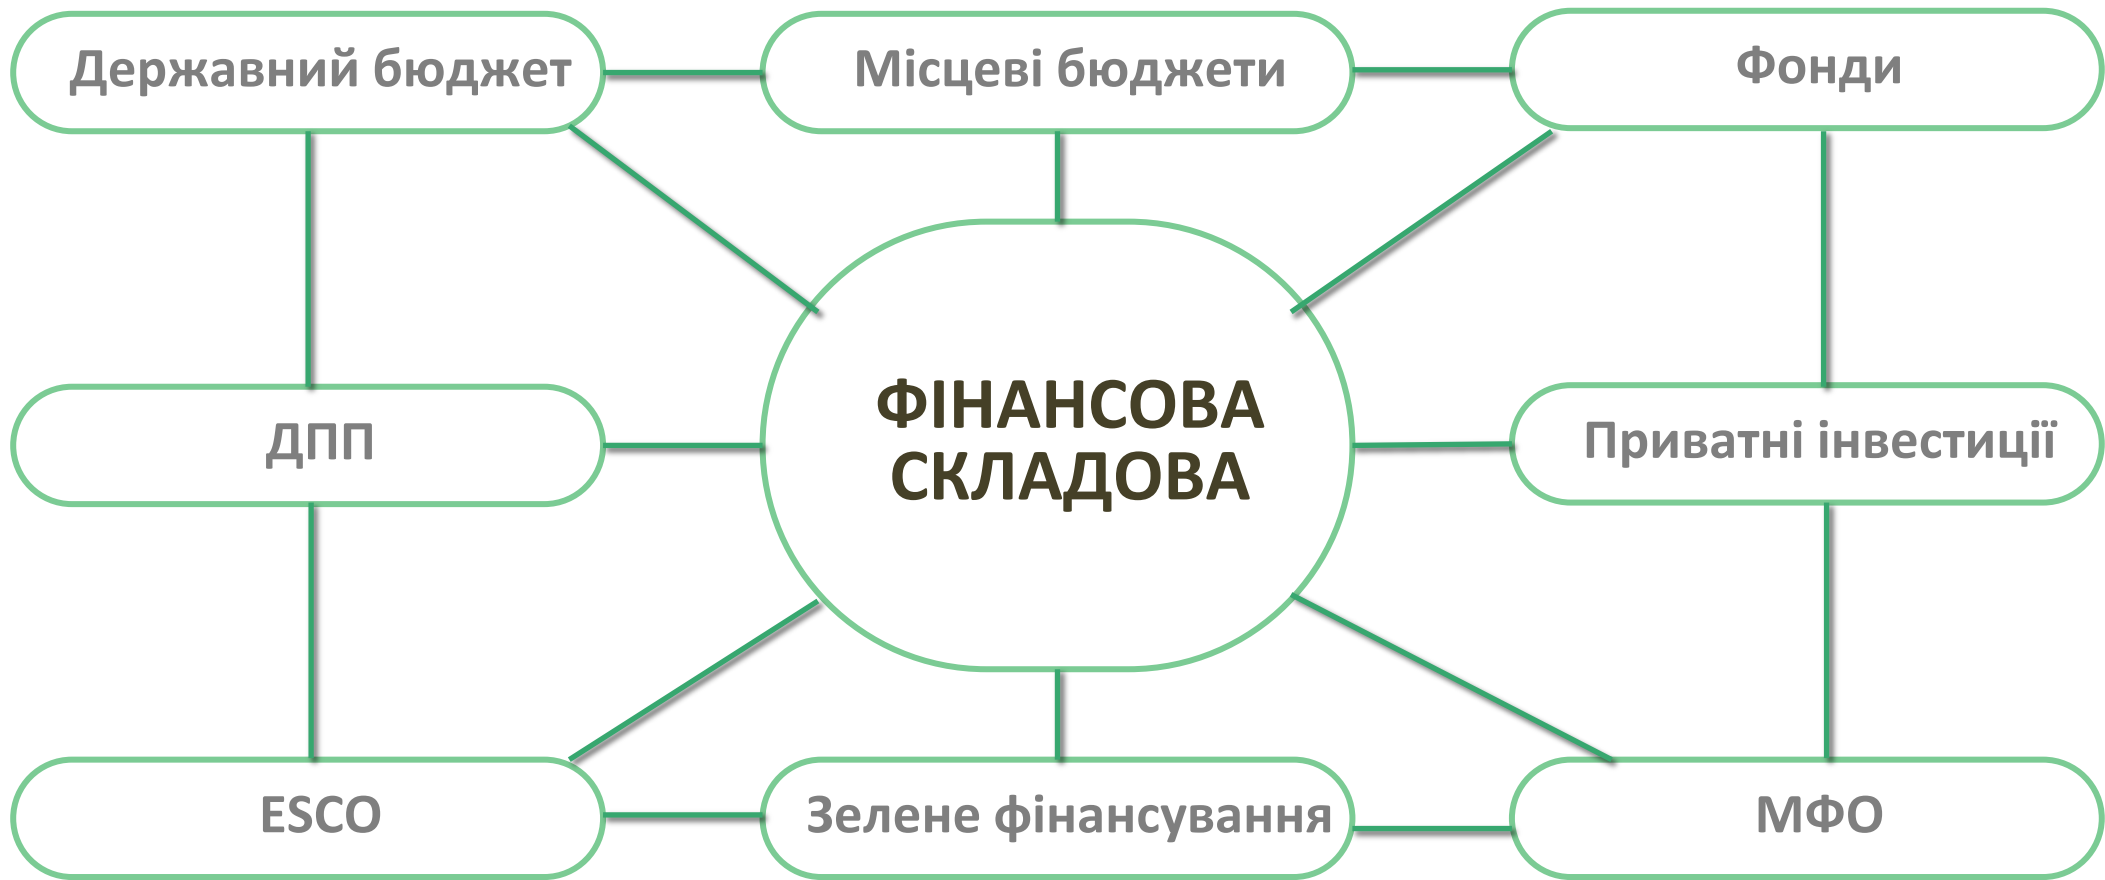 Державний бюджет
Місцеві бюджети
Фонди
ФІНАНСОВА
СКЛАДОВА
ДПП
Приватні інвестиції
ESCO
Зелене фінансування
МФО